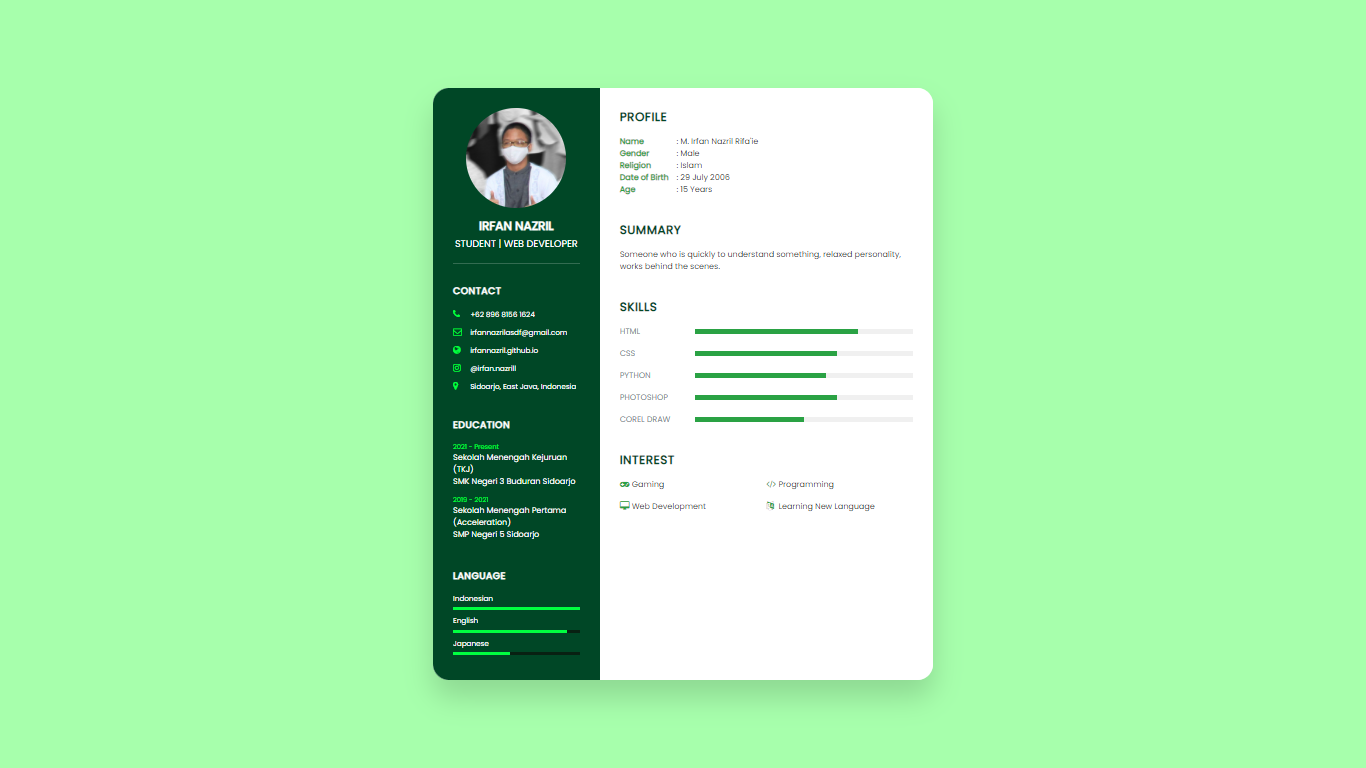 IRFAN NAZRIL
STUDENT | WEB DEVELOPER
CONTACT
+62 896 8156 1624
irfannazrilasdf@gmail.com
irfannazril.github.io
@irfan.nazrill
Sidoarjo, East Java, Indonesia
EDUCATION
2021 - Present
Sekolah Menengah Kejuruan
(TKJ)
SMK Negeri 3 Buduran Sidoarjo
2019 - 2021
Sekolah Menengah Pertama
(Acceleration)
SMP Negeri 5 Sidoarjo
LANGUAGE
Indonesian
English
Japanese
PROFILE
Name : M. Irfan Nazril Rifa'ie
Gender : Male
Religion : Islam
Date of Birth : 29 July 2006
Age : 15 Years
SUMMARY
Someone who is quickly to understand something, relaxed personality,
works behind the scenes.
SKILLS
HTML
CSS
PYTHON
PHOTOSHOP
COREL DRAW
INTEREST
Gaming
Programming
Web Development
Learning New Language